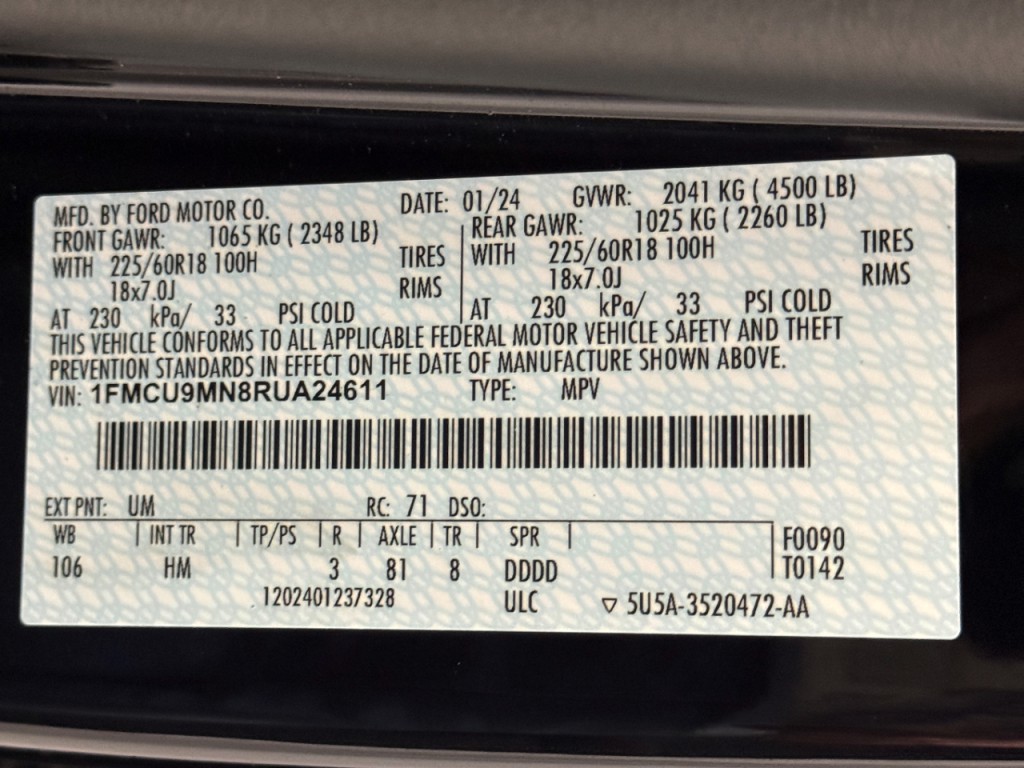 MFD. BY FORD MOTOR CO. DATE: 01/24 GVWR: 2041 KG ( 4500 LB)
FRONT GAWR: 1065 KG ( 2348 LB) REAR GAWR: 1025 KG ( 2260 LB)
WITH 225/60R18 100H TIRES WITH 225/60R18 100H TIRES
18x7.0J RIMS 18x7.0J RIMS
AT 230 kPa/ 33 PSI COLD AT 230 kPa/ 33 PSI COLD
THIS VEHICLE CONFORMS TO ALL APPLICABLE FEDERAL MOTOR VEHICLE SAFETY AND THEFT
PREVENTION STANDARDS IN EFFECT ON THE DATE OF MANUFACTURE SHOWN ABOVE.
VIN: 1FMCU9MN8RUA24611 TYPE: MPV
EXT PNT: UM RC: 71 DSO:
WB INT TR TP/PS R AXLE TR SPR F0090
106 HM 3 81 8 DDDD T0142
1202401237328 ULC ▽ 5U5A-3520472-AA